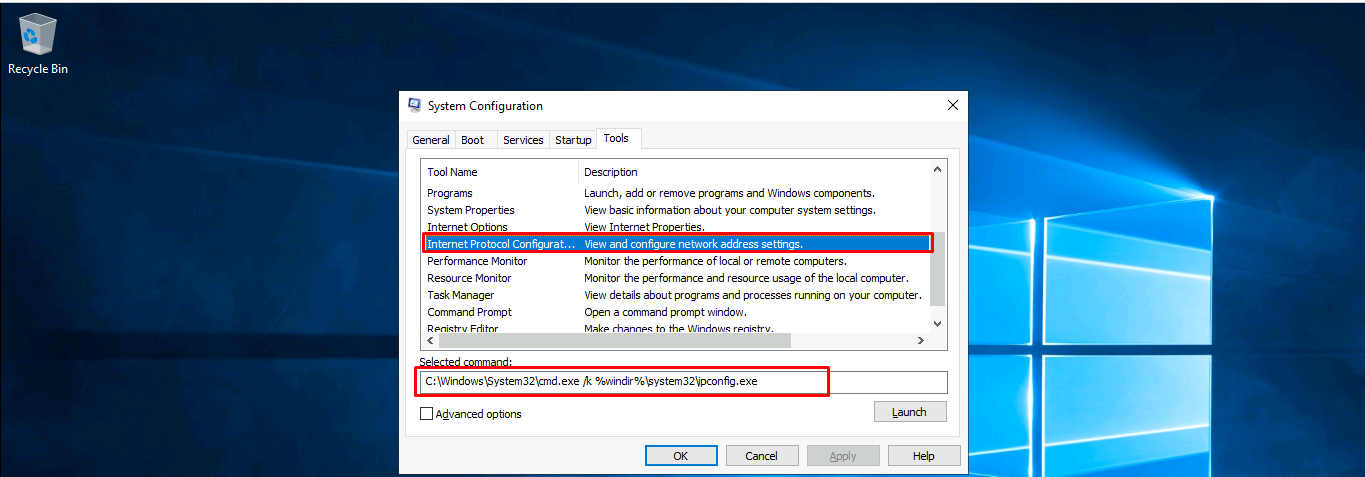 Recycle Bin
System Configuration
General Boot Services Startup Tools
Tool Name Description
Programs Launch, add or remove programs and Windows components.
System Properties View basic information about your computer system settings.
Internet Options View Internet Properties.
Internet Protocol Configurat... View and configure network address settings.
Performance Monitor Monitor the performance of local or remote computers.
Resource Monitor Monitor the performance and resource usage of the local computer.
Task Manager View details about programs and processes running on your computer.
Command Prompt Open a command prompt window.
Registry Editor Make changes to the Windows registry.
Selected command:
C:\Windows\System32\cmd.exe /k %windir%\system32\ipconfig.exe
Advanced options Launch
OK Cancel Apply Help